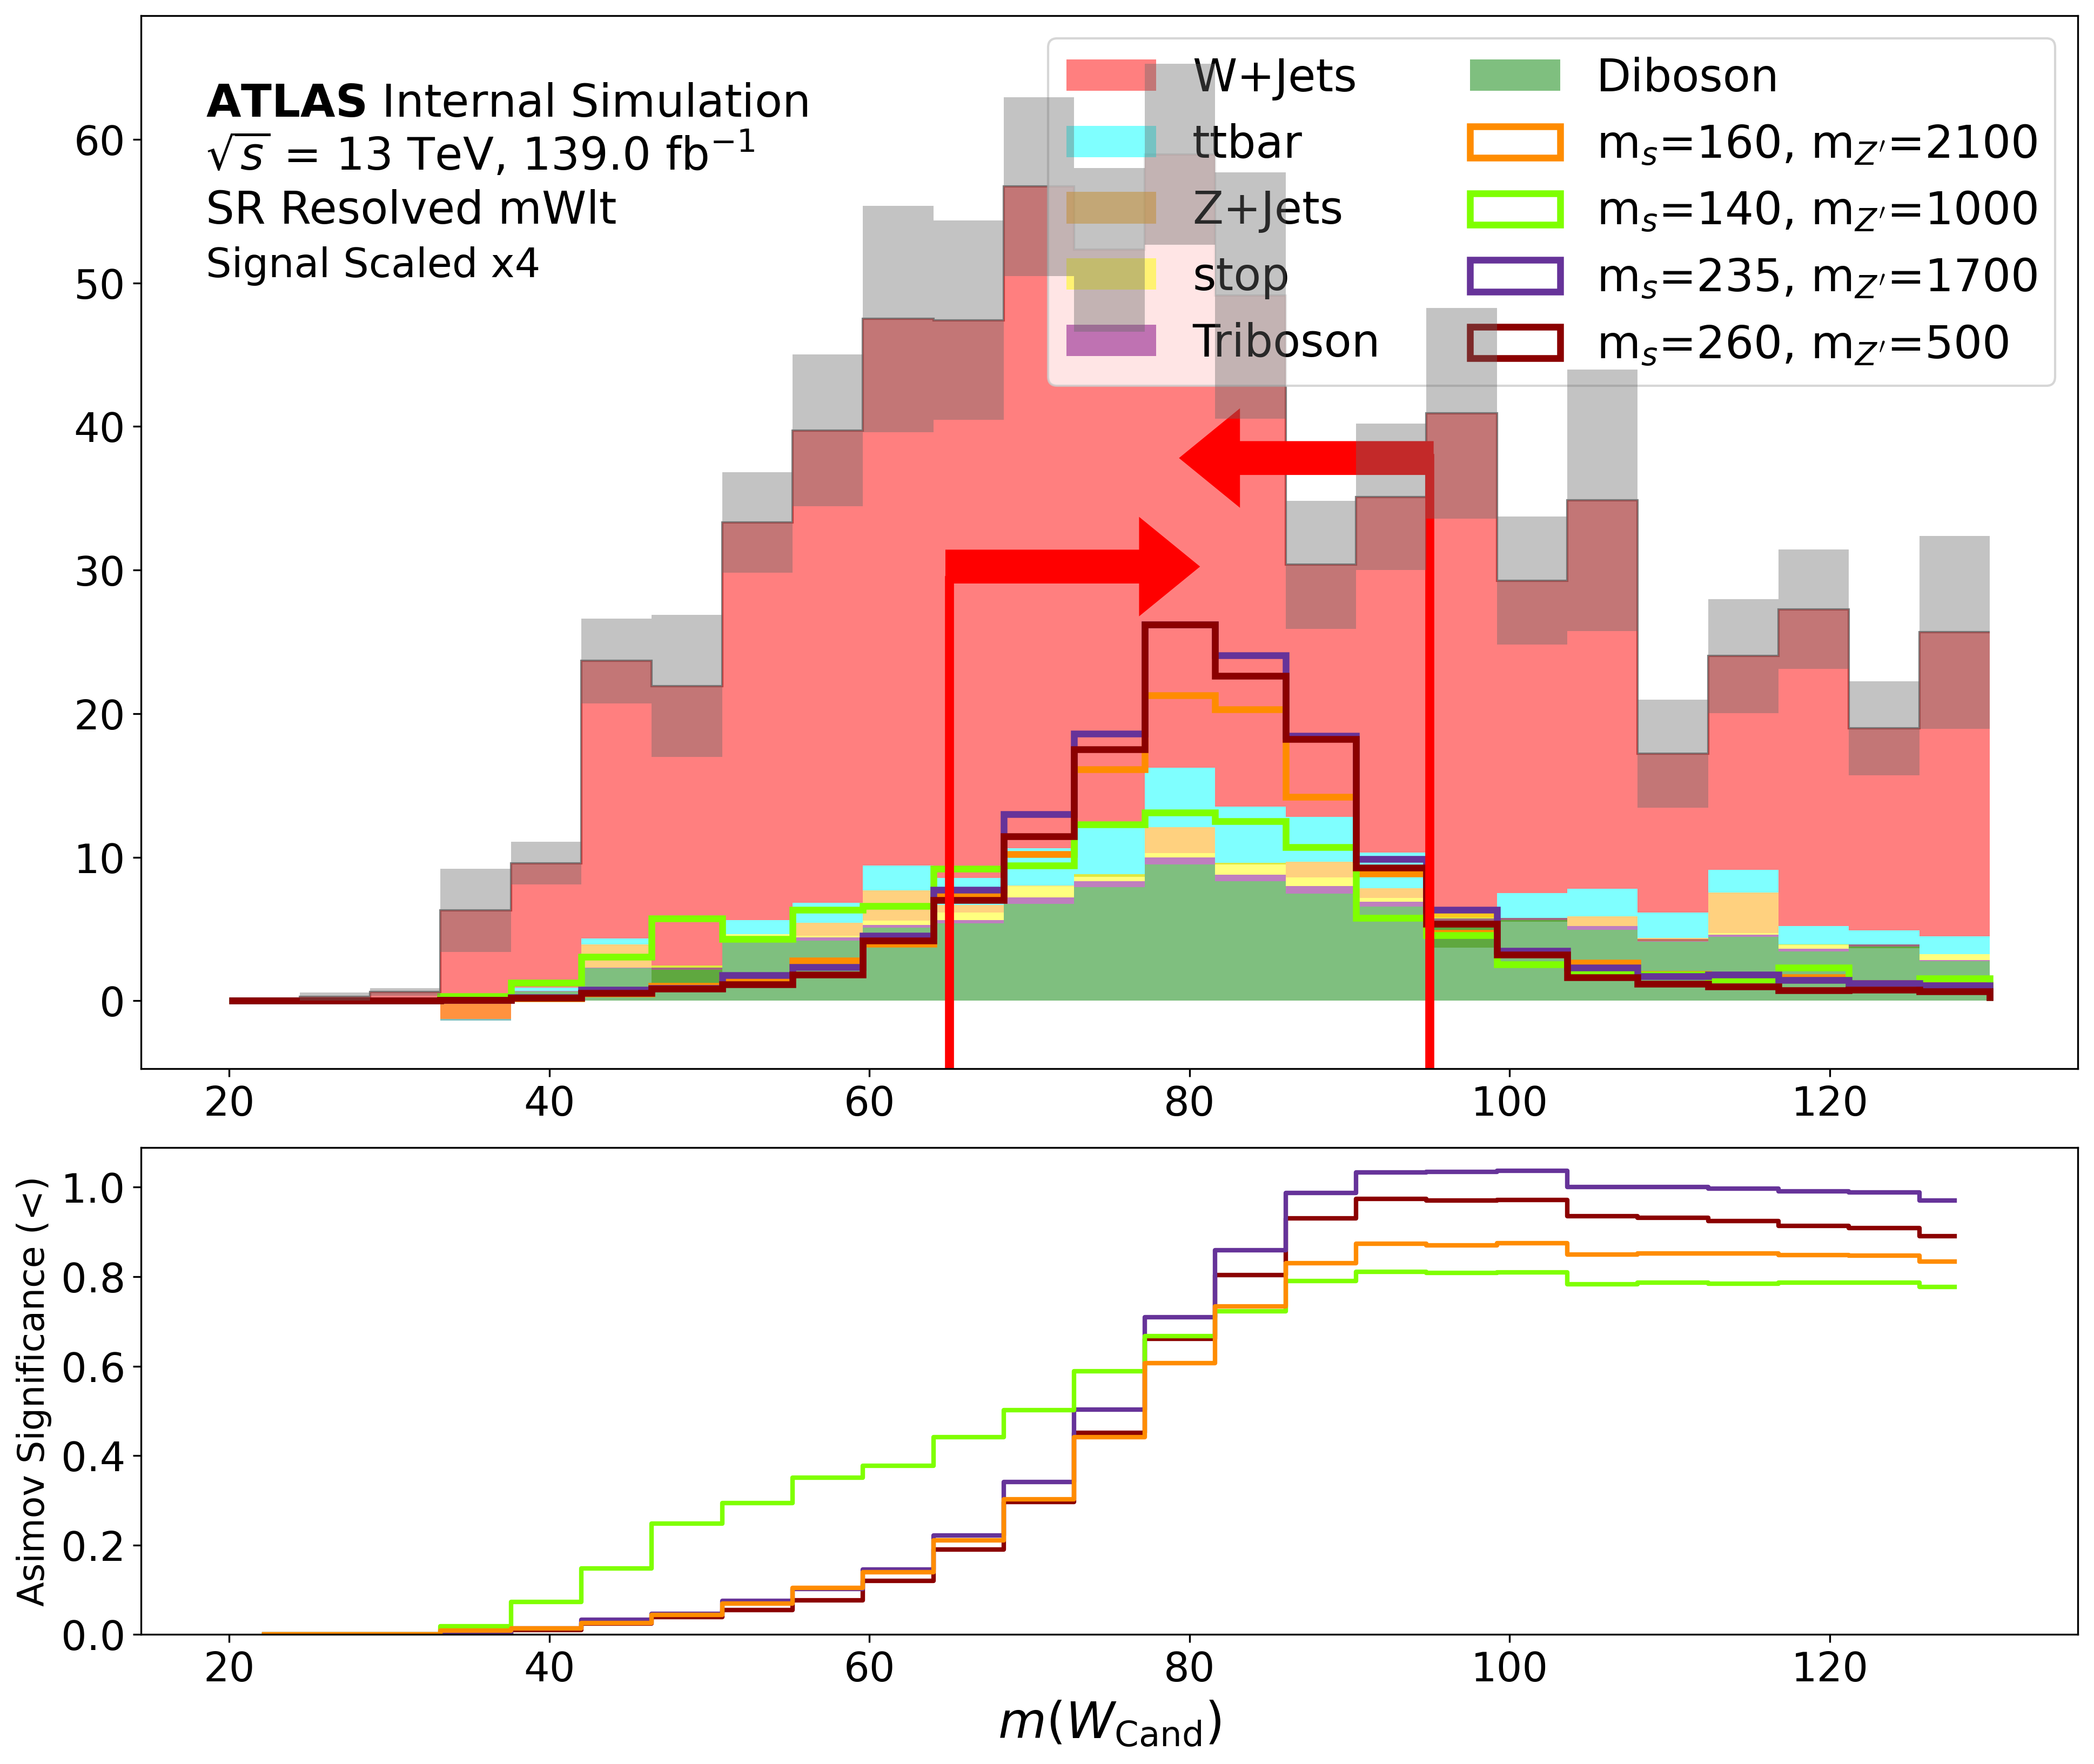 ATLAS Internal Simulation
√s = 13 TeV, 139.0 fb⁻¹
SR Resolved mWlt
Signal Scaled x4
W+Jets
ttbar
Z+Jets
stop
Triboson
Diboson
mₛ=160, m_Z′=2100
mₛ=140, m_Z′=1000
mₛ=235, m_Z′=1700
mₛ=260, m_Z′=500
60
50
40
30
20
10
0
20 40 60 80 100 120
Asimov Significance (<)
1.0
0.8
0.6
0.4
0.2
0.0
20 40 60 80 100 120
m(W_Cand)